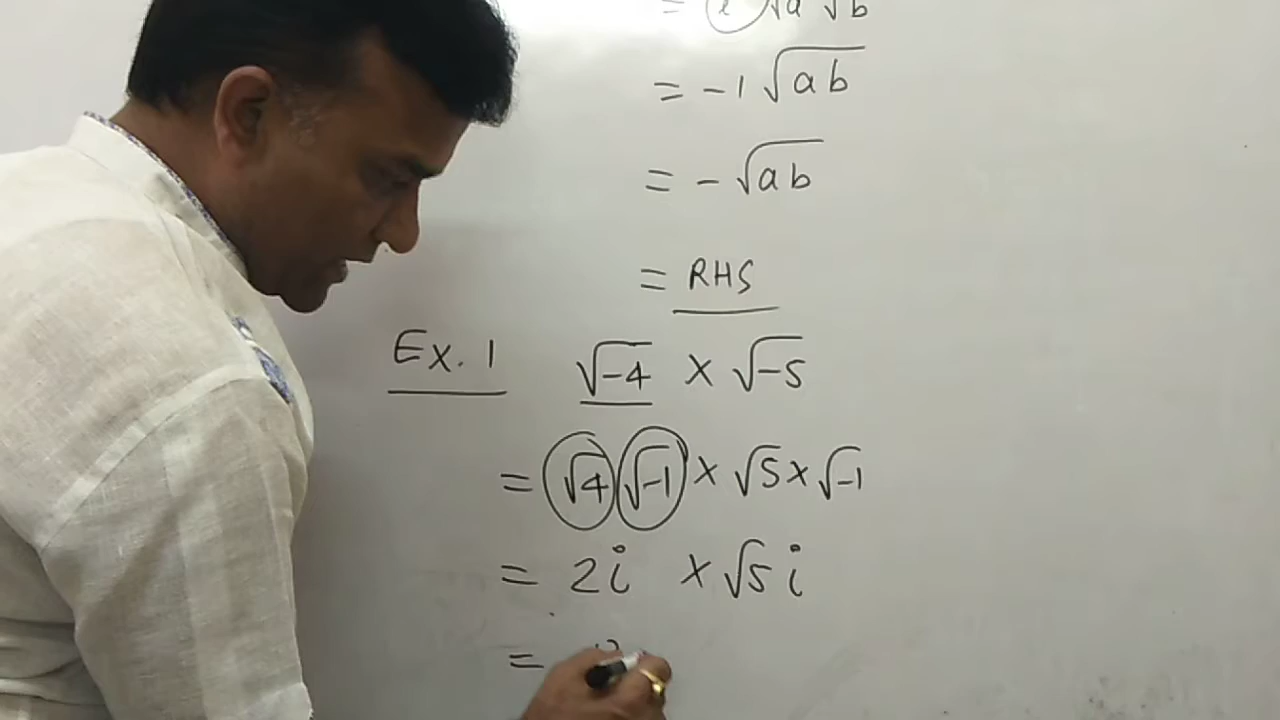 = i √a √b
= -1 √ab
= - √ab
= RHS
Ex. 1 √-4 × √-5
= √4 √-1 × √5 × √-1
= 2i × √5 i
=